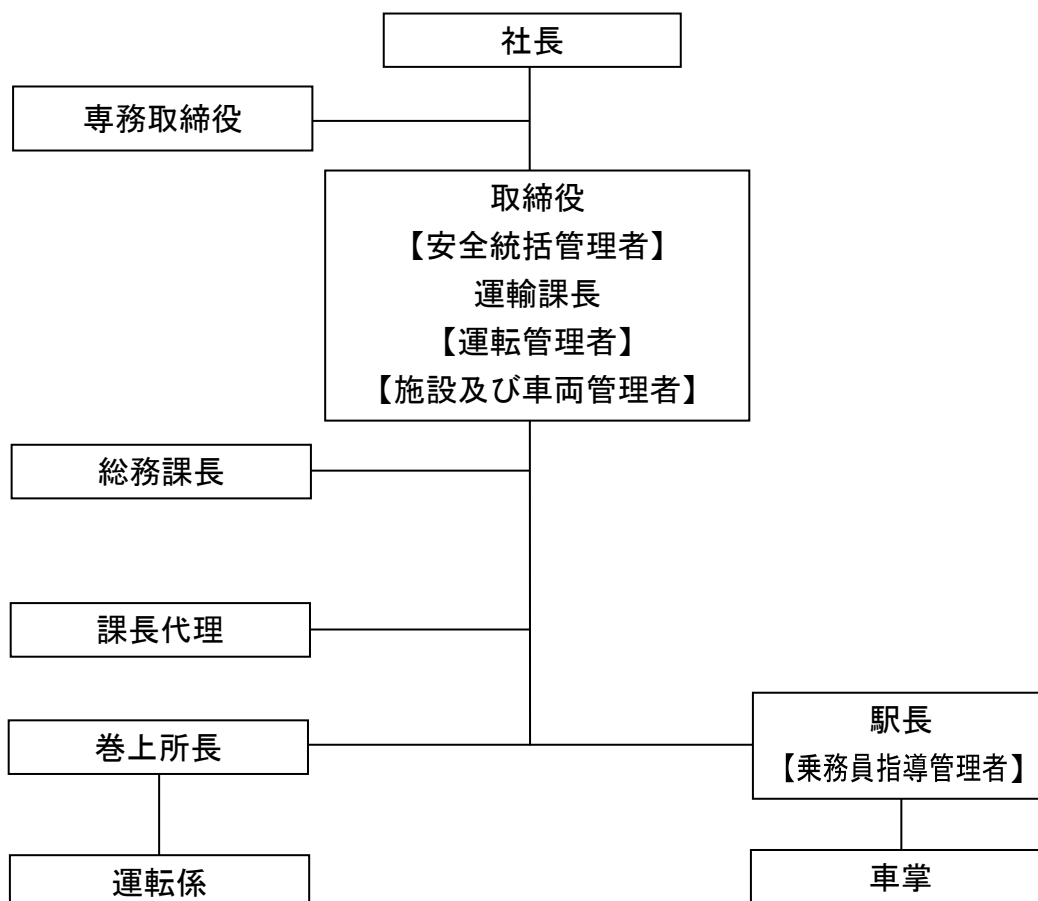 社長
専務取締役
取締役
【安全統括管理者】
運輸課長
【運転管理者】
【施設及び車両管理者】
総務課長
課長代理
巻上所長
駅長
【乗務員指導管理者】
運転係
車掌